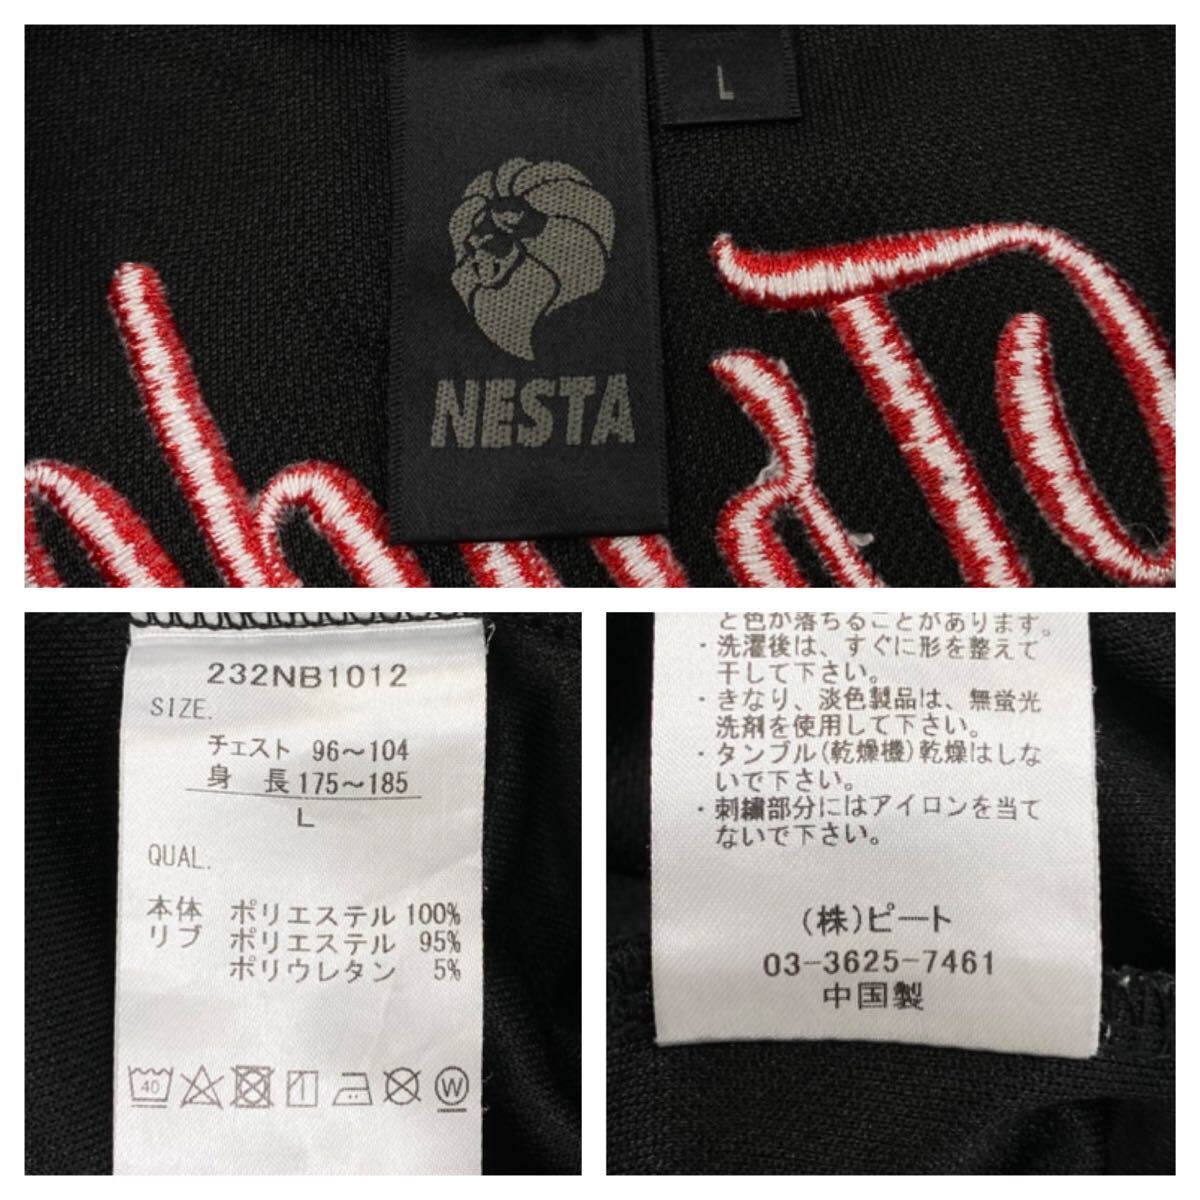 L
NESTA
232NB1012
SIZE.
チェスト 96～104
身 長 175～185
L
QUAL.
本体 ポリエステル 100%
リブ ポリエステル 95%
ポリウレタン 5%
40
W
と色が落ちることがあります。
・洗濯後は、すぐに形を整えて
干して下さい。
・きなり、淡色製品は、無蛍光
洗剤を使用して下さい。
・タンブル(乾燥機)乾燥はしな
いで下さい。
・刺繍部分にはアイロンを当て
ないで下さい。
(株)ピート
03-3625-7461
中国製